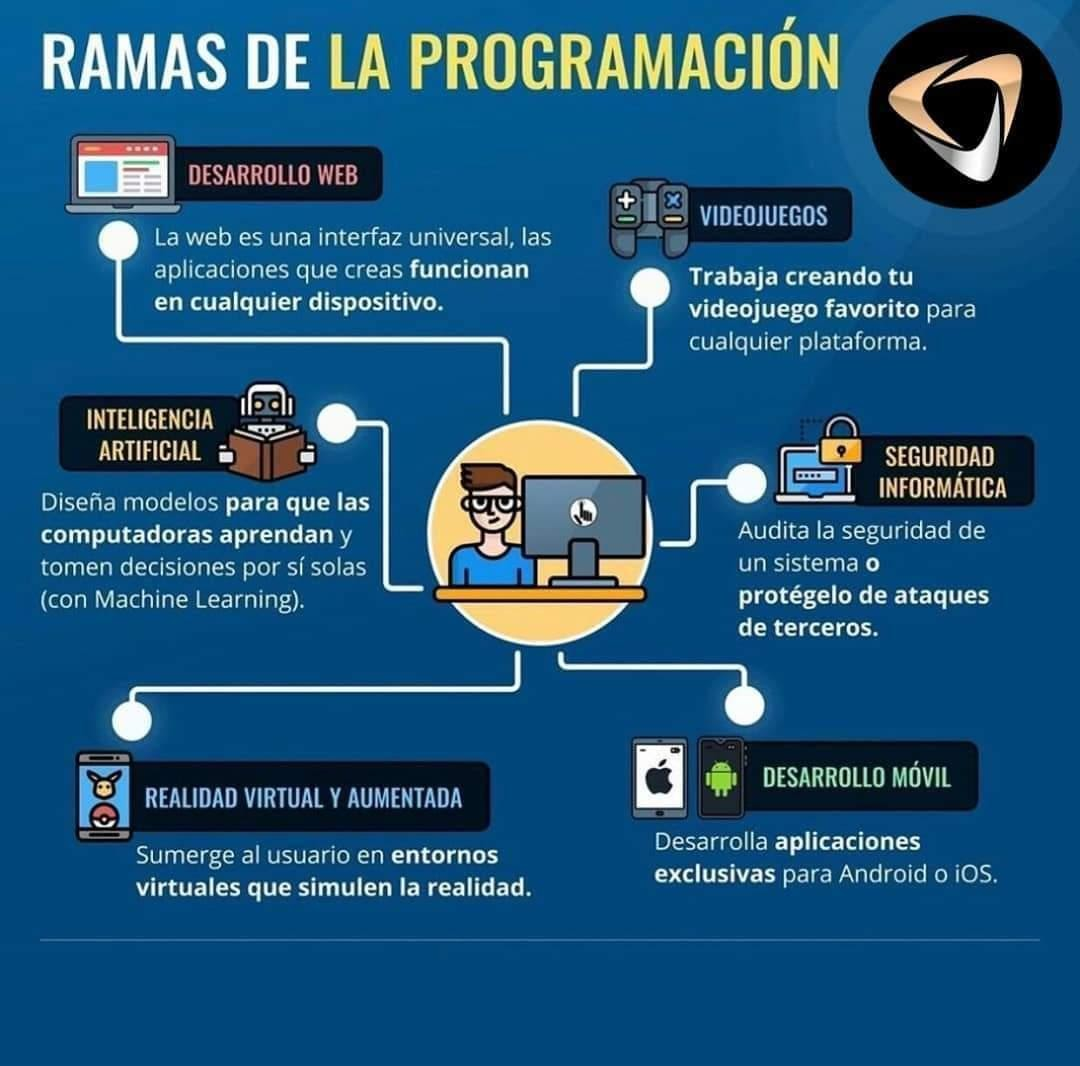 RAMAS DE LA PROGRAMACIÓN
DESARROLLO WEB
La web es una interfaz universal, las
aplicaciones que creas funcionan
en cualquier dispositivo.
VIDEOJUEGOS
Trabaja creando tu
videojuego favorito para
cualquier plataforma.
INTELIGENCIA
ARTIFICIAL
Diseña modelos para que las
computadoras aprendan y
tomen decisiones por sí solas
(con Machine Learning).
SEGURIDAD
INFORMÁTICA
Audita la seguridad de
un sistema o
protégelo de ataques
de terceros.
REALIDAD VIRTUAL Y AUMENTADA
Sumerge al usuario en entornos
virtuales que simulen la realidad.
DESARROLLO MÓVIL
Desarrolla aplicaciones
exclusivas para Android o iOS.